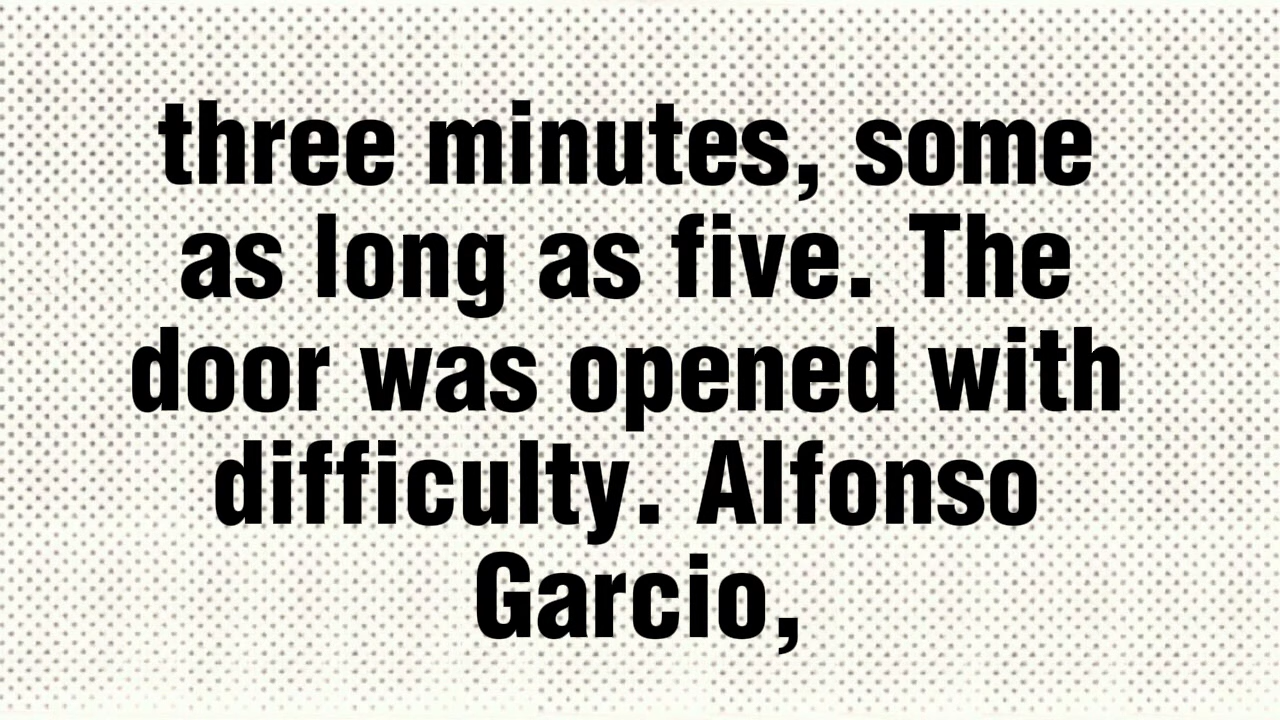 three minutes, some
as long as five. The
door was opened with
difficulty. Alfonso
Garcio,